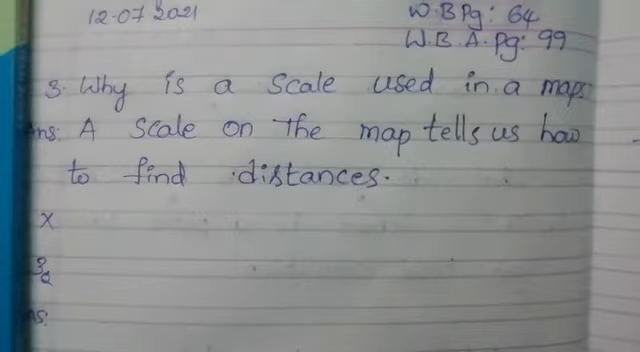 12-07 2021
W.B Pg: 64
W.B.A. Pg: 99
3. Why is a scale used in a maps
Ans: A scale on the map tells us how
to find distances.
x
ns: